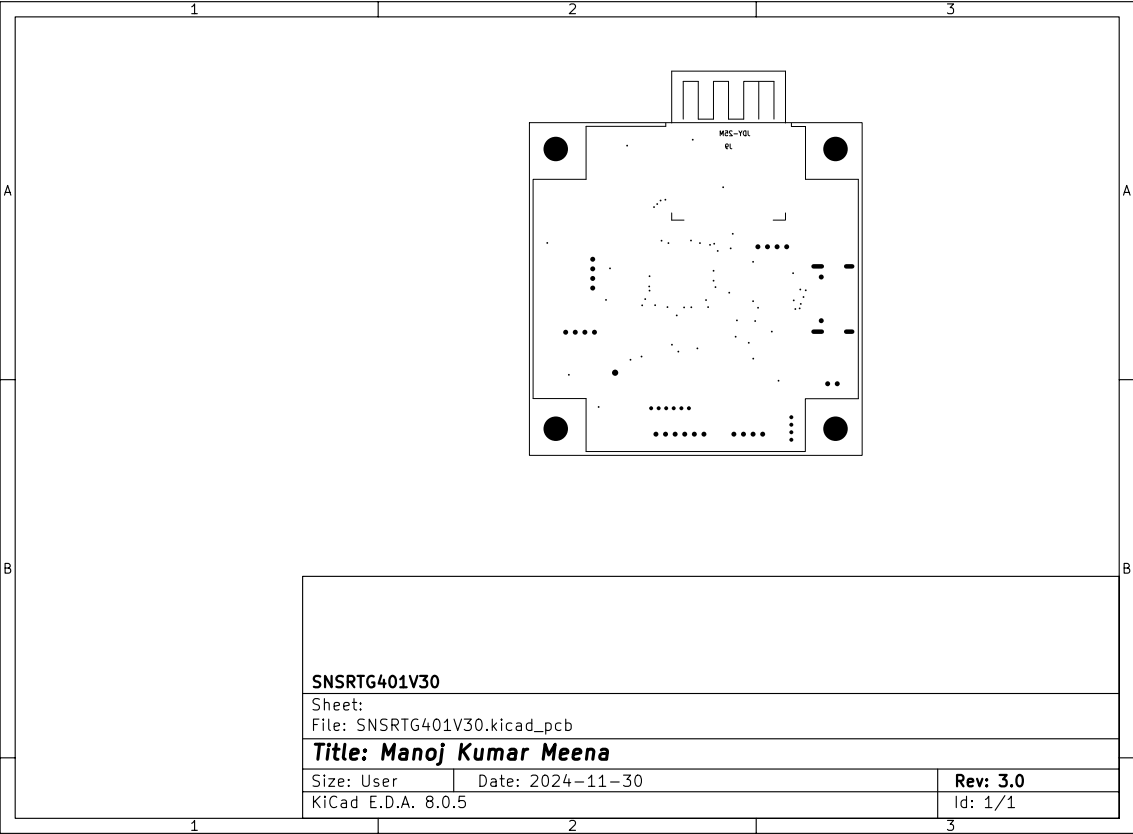 1 2 3
JDY-25M
J9
A A
B B
SNSRTG401V30
Sheet:
File: SNSRTG401V30.kicad_pcb
Title: Manoj Kumar Meena
Size: User Date: 2024-11-30 Rev: 3.0
KiCad E.D.A. 8.0.5 Id: 1/1
1 2 3